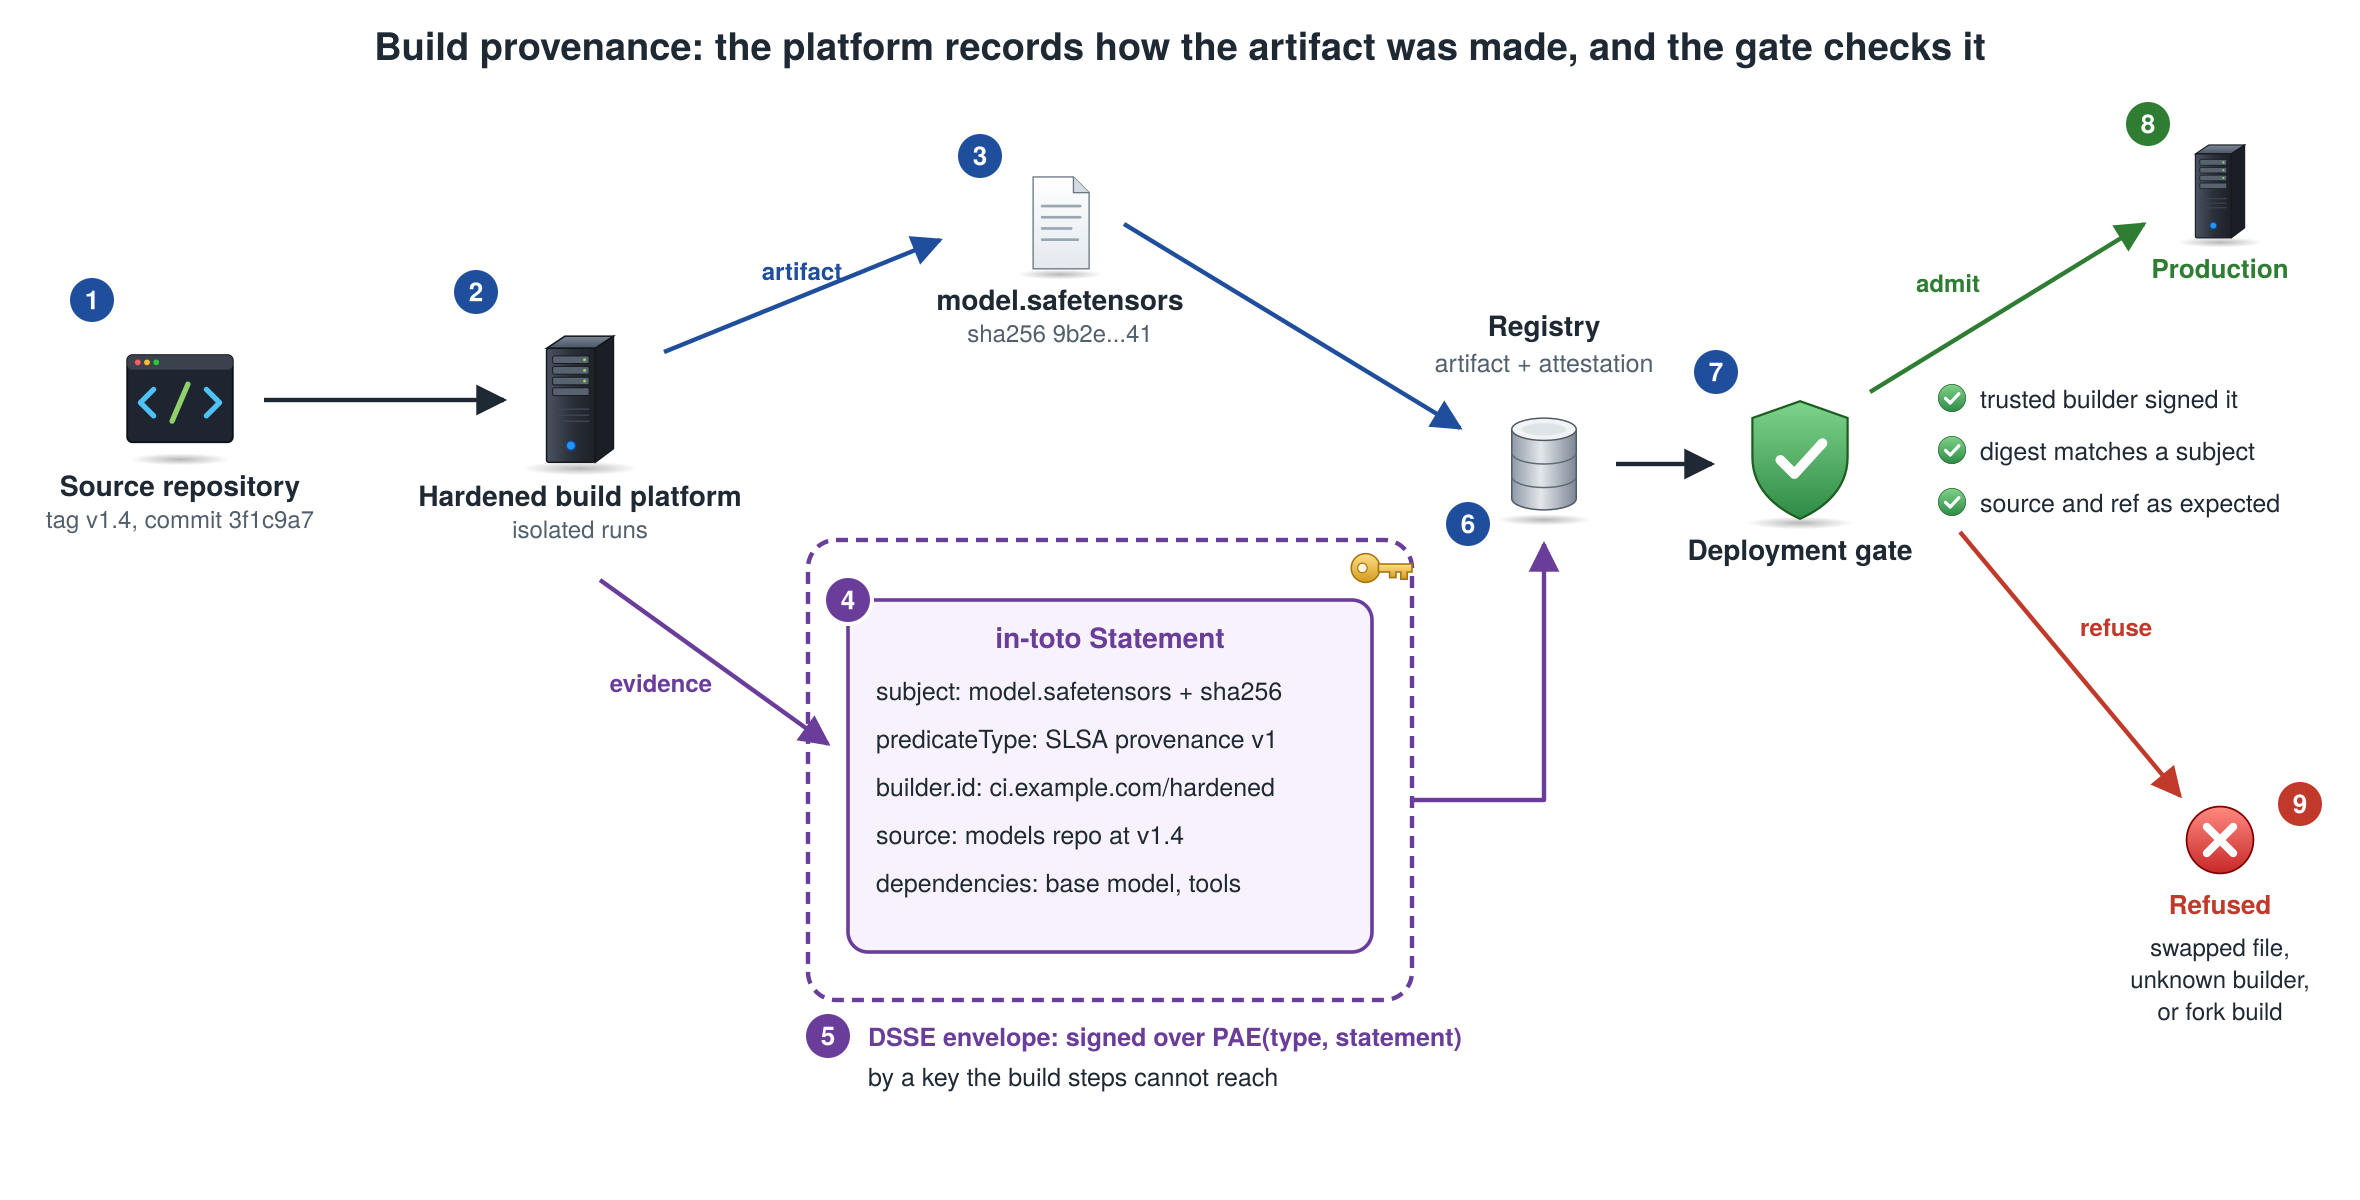 Build provenance: the platform records how the artifact was made, and the gate checks it
1
Source repository
tag v1.4, commit 3f1c9a7
2
Hardened build platform
isolated runs
artifact
3
model.safetensors
sha256 9b2e...41
evidence
4
in-toto Statement
subject: model.safetensors + sha256
predicateType: SLSA provenance v1
builder.id: ci.example.com/hardened
source: models repo at v1.4
dependencies: base model, tools
5
DSSE envelope: signed over PAE(type, statement)
by a key the build steps cannot reach
Registry
artifact + attestation
6
7
Deployment gate
trusted builder signed it
digest matches a subject
source and ref as expected
admit
8
Production
refuse
9
Refused
swapped file,
unknown builder,
or fork build